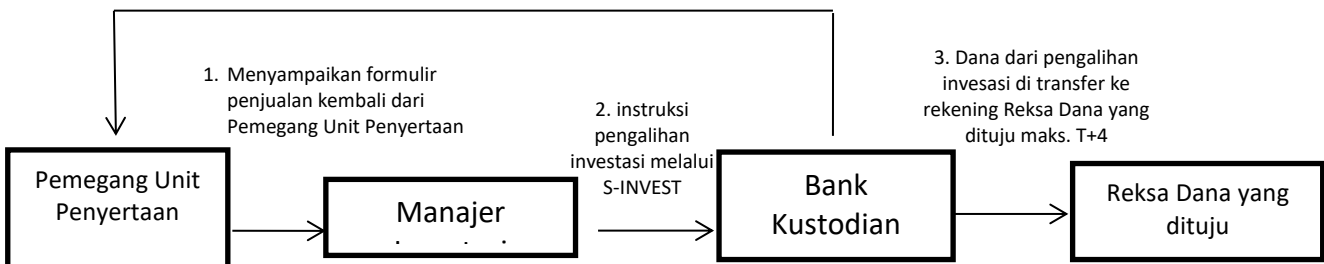 1. Menyampaikan formulir
penjualan kembali dari
Pemegang Unit Penyertaan
2. instruksi
pengalihan
investasi melalui
S-INVEST
3. Dana dari pengalihan
invesasi di transfer ke
rekening Reksa Dana yang
dituju maks. T+4
Pemegang Unit
Penyertaan
Manajer
Bank
Kustodian
Reksa Dana yang
dituju